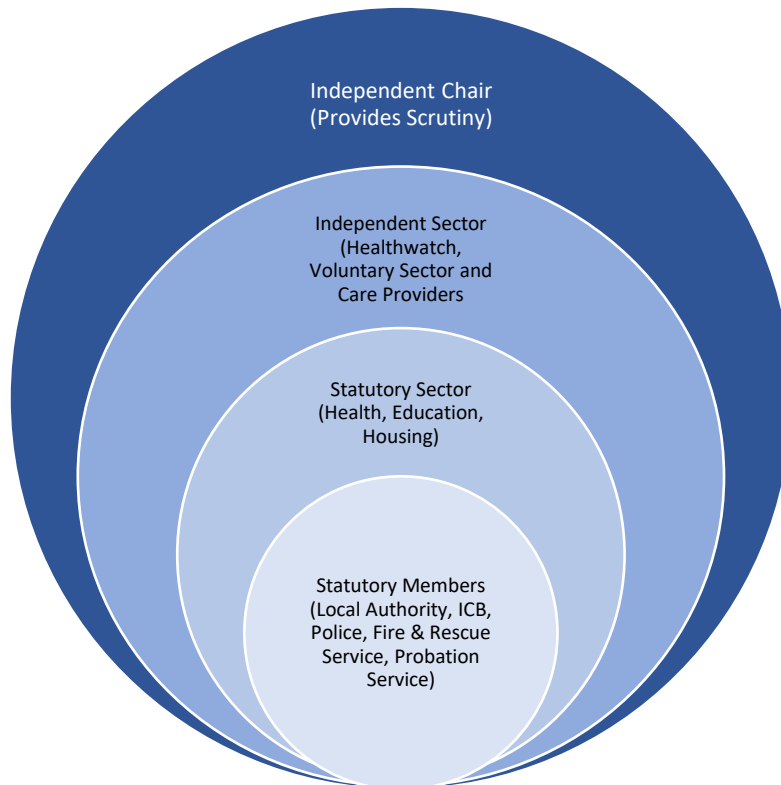 Independent Chair
(Provides Scrutiny)
Independent Sector
(Healthwatch,
Voluntary Sector and
Care Providers
Statutory Sector
(Health, Education,
Housing)
Statutory Members
(Local Authority, ICB,
Police, Fire & Rescue
Service, Probation
Service)